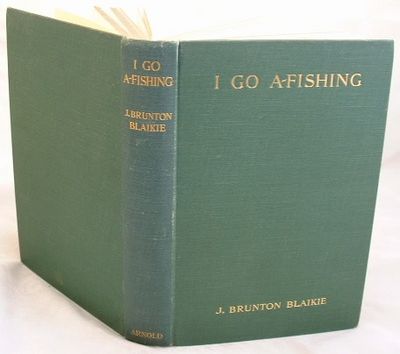 I GO
A-FISHING
J. BRUNTON
BLAIKIE
ARNOLD
I GO A-FISHING
J. BRUNTON BLAIKIE